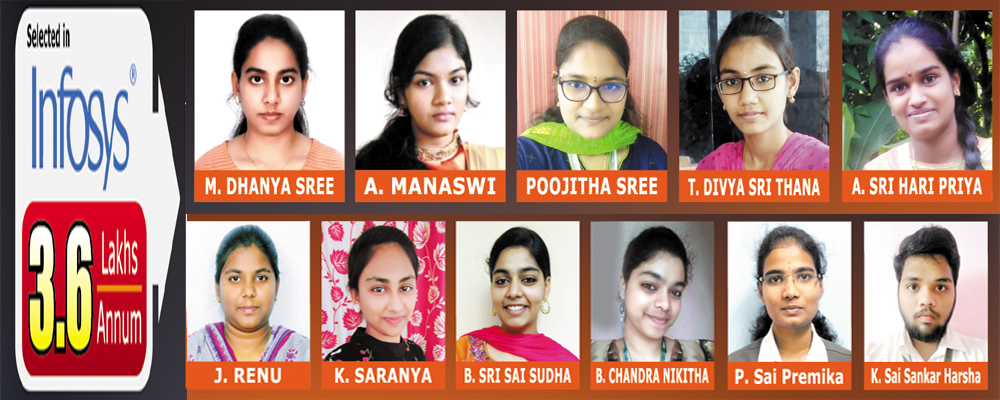 Selected in
Infosys®
3.6
Lakhs
Annum
M. DHANYA SREE
A. MANASWI
POOJITHA SREE
T. DIVYA SRI THANA
A. SRI HARI PRIYA
J. RENU
K. SARANYA
B. SRI SAI SUDHA
B. CHANDRA NIKITHA
P. Sai Premika
K. Sai Sankar Harsha